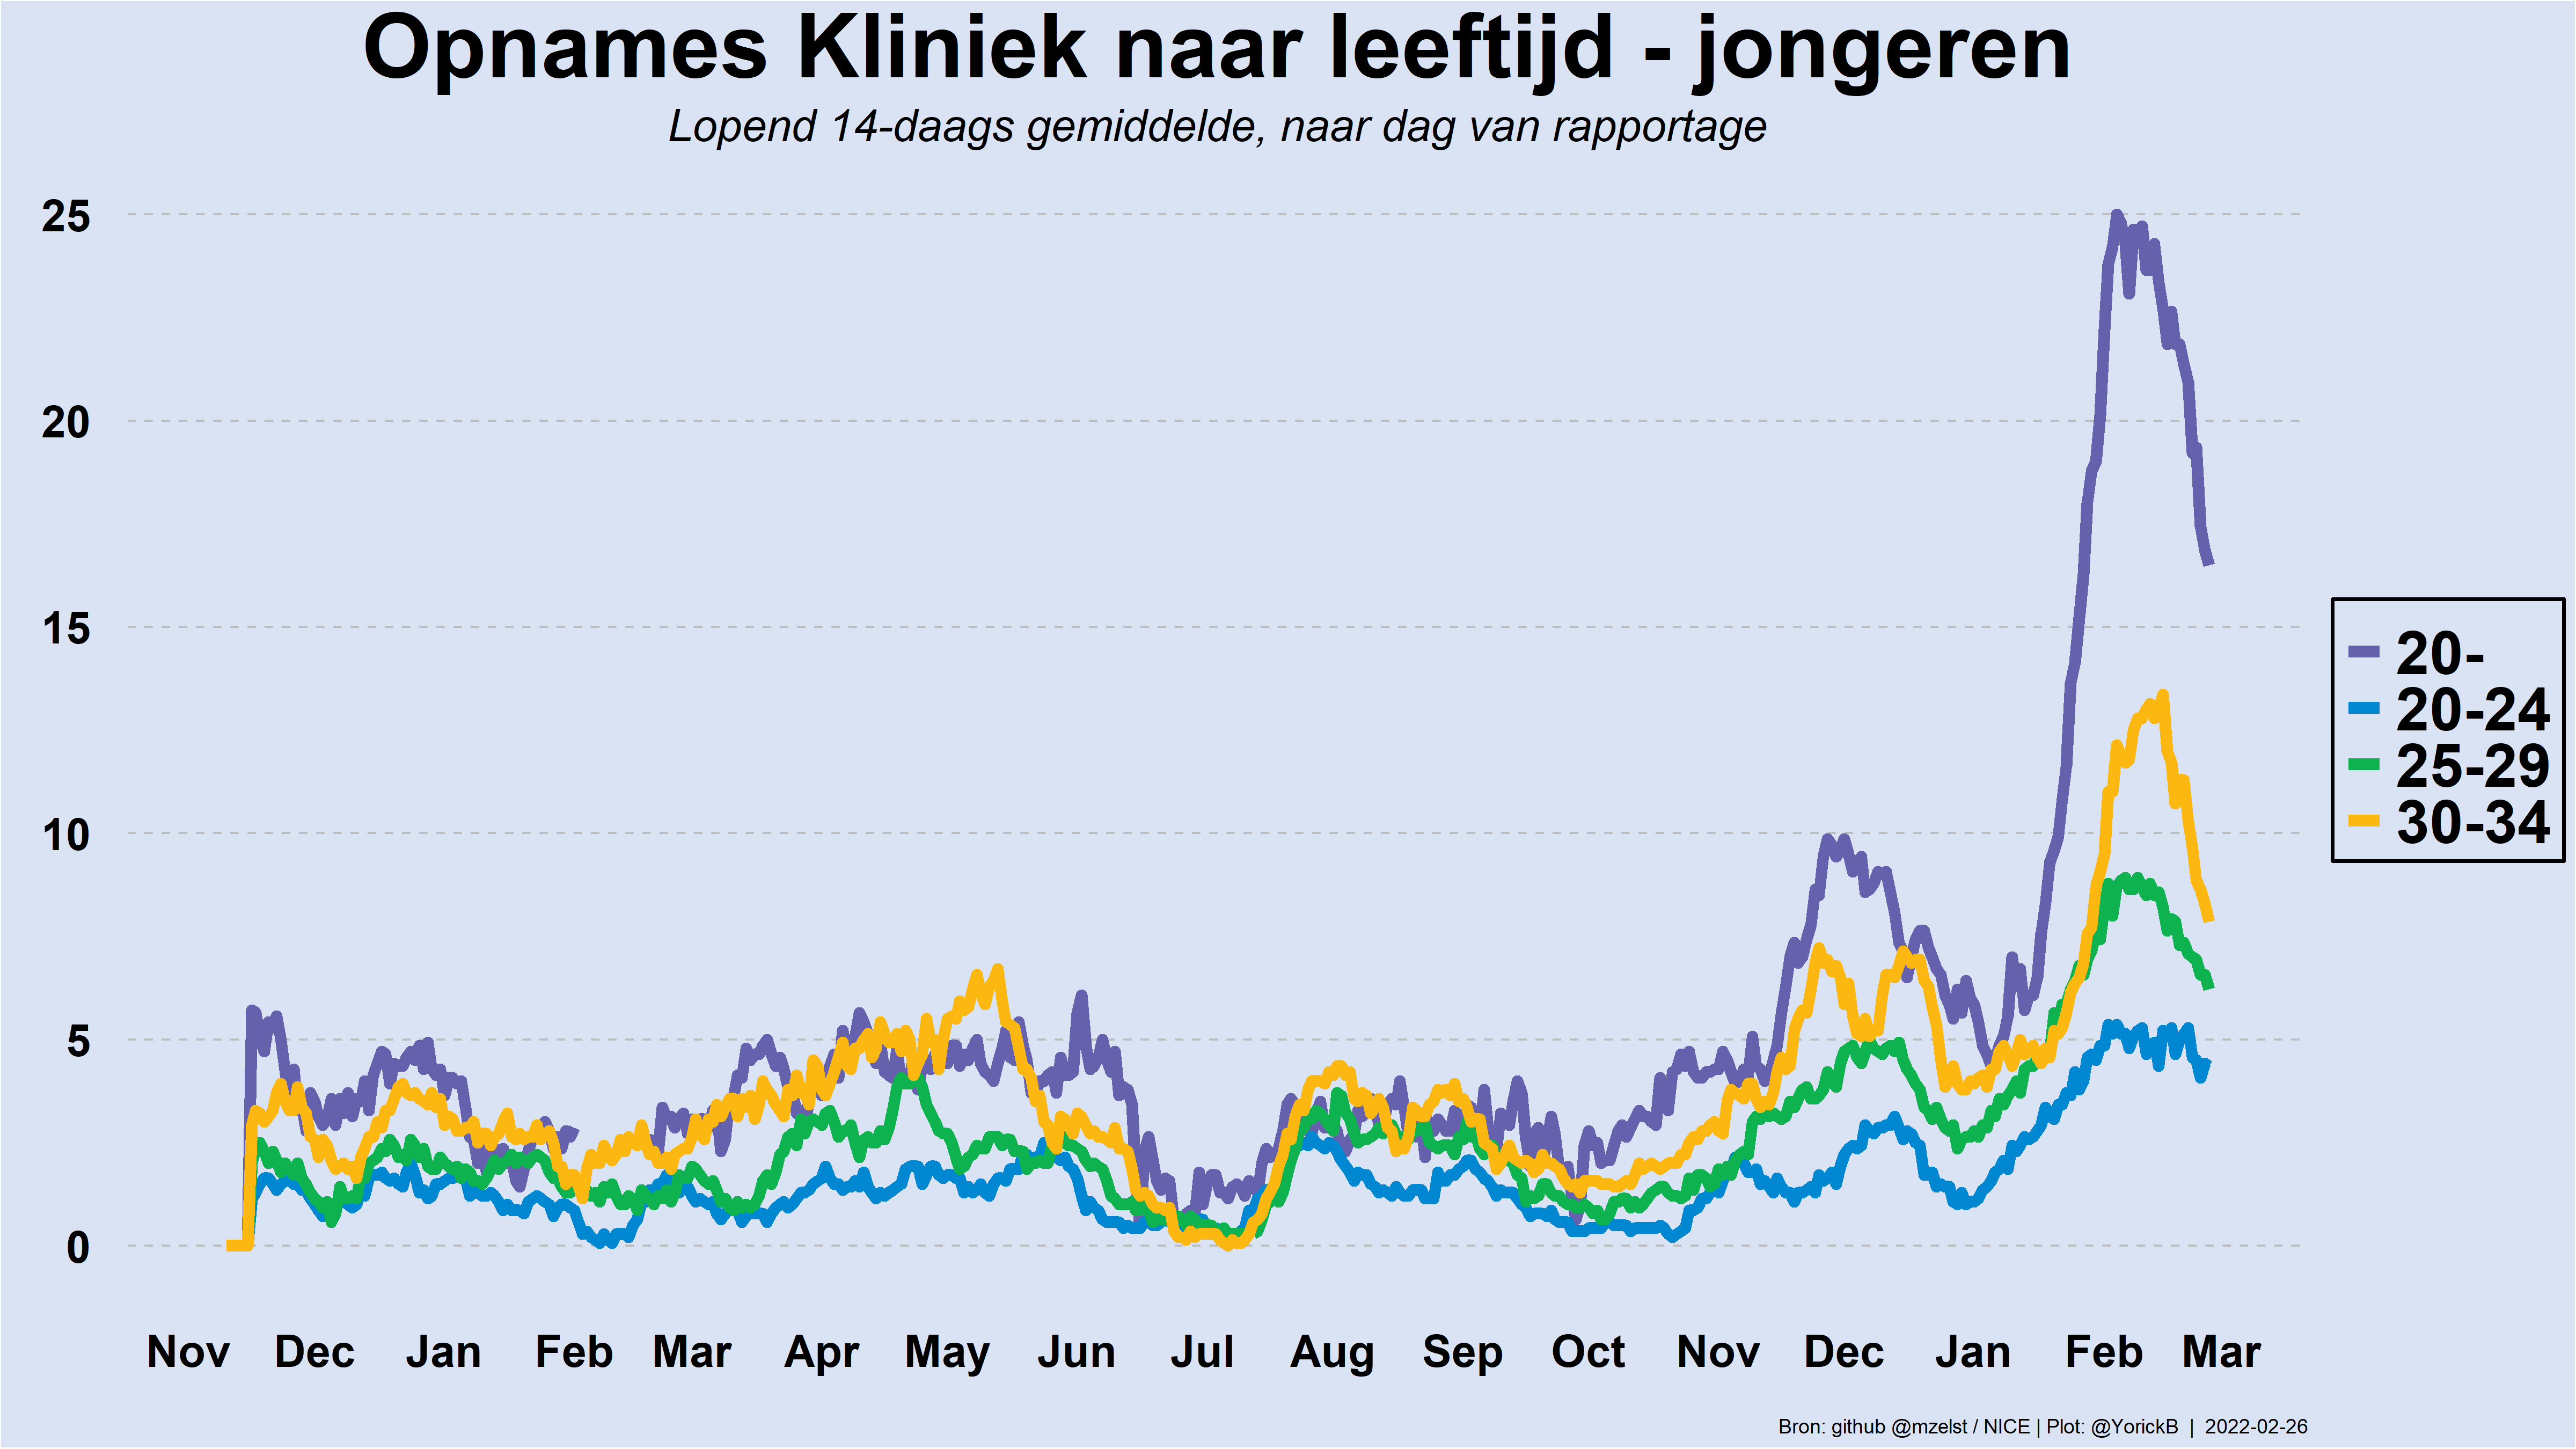 Opnames Kliniek naar leeftijd - jongeren
Lopend 14-daags gemiddelde, naar dag van rapportage
25
20
15
10
5
0
20-
20-24
25-29
30-34
Nov Dec Jan Feb Mar Apr May Jun Jul Aug Sep Oct Nov Dec Jan Feb Mar
Bron: github @mzelst / NICE | Plot: @YorickB | 2022-02-26